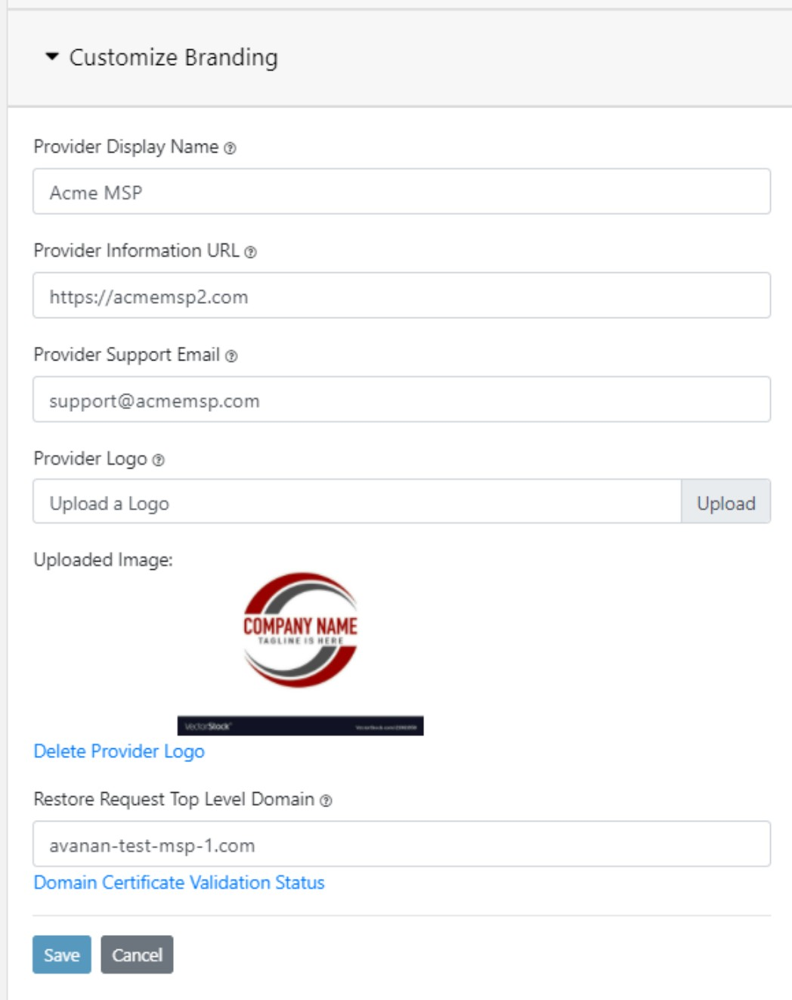 Customize Branding
Provider Display Name
Acme MSP
Provider Information URL
https://acmemsp2.com
Provider Support Email
support@acmemsp.com
Provider Logo
Upload a Logo Upload
Uploaded Image:
COMPANY NAME
TAGLINE IS HERE
VectorStock®
Delete Provider Logo
Restore Request Top Level Domain
avanan-test-msp-1.com
Domain Certificate Validation Status
Save Cancel